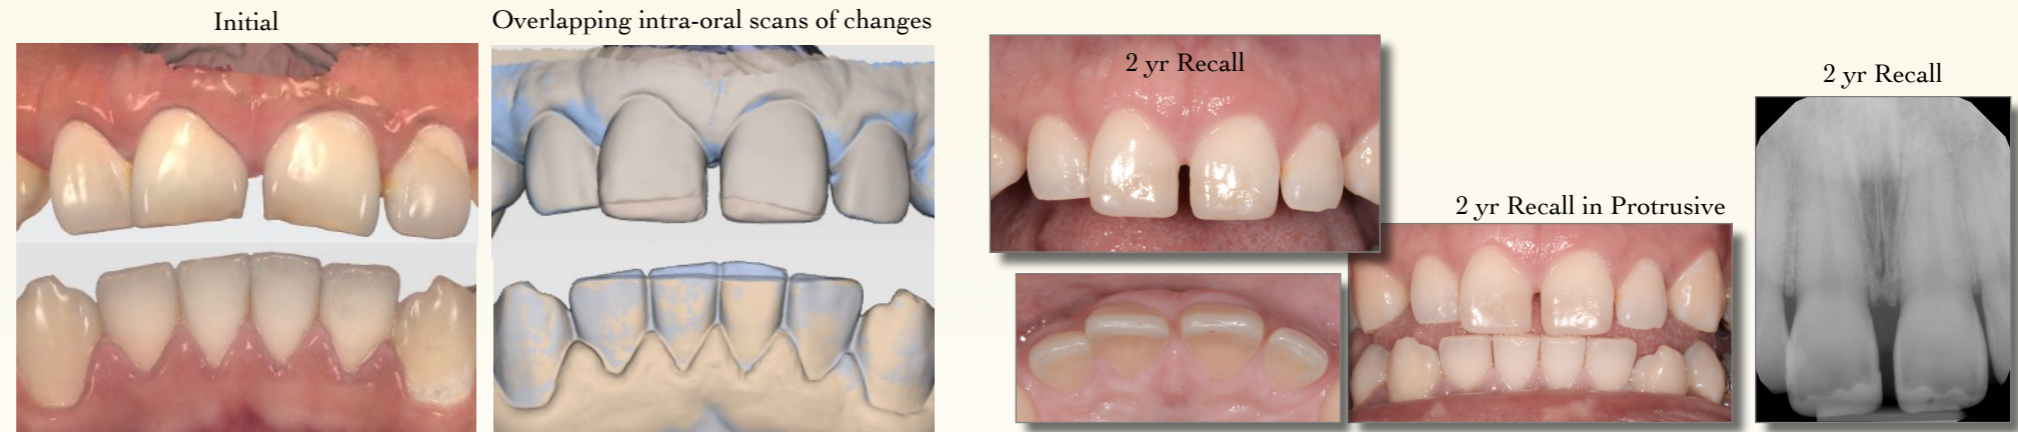 Initial
Overlapping intra-oral scans of changes
2 yr Recall
2 yr Recall in Protrusive
2 yr Recall